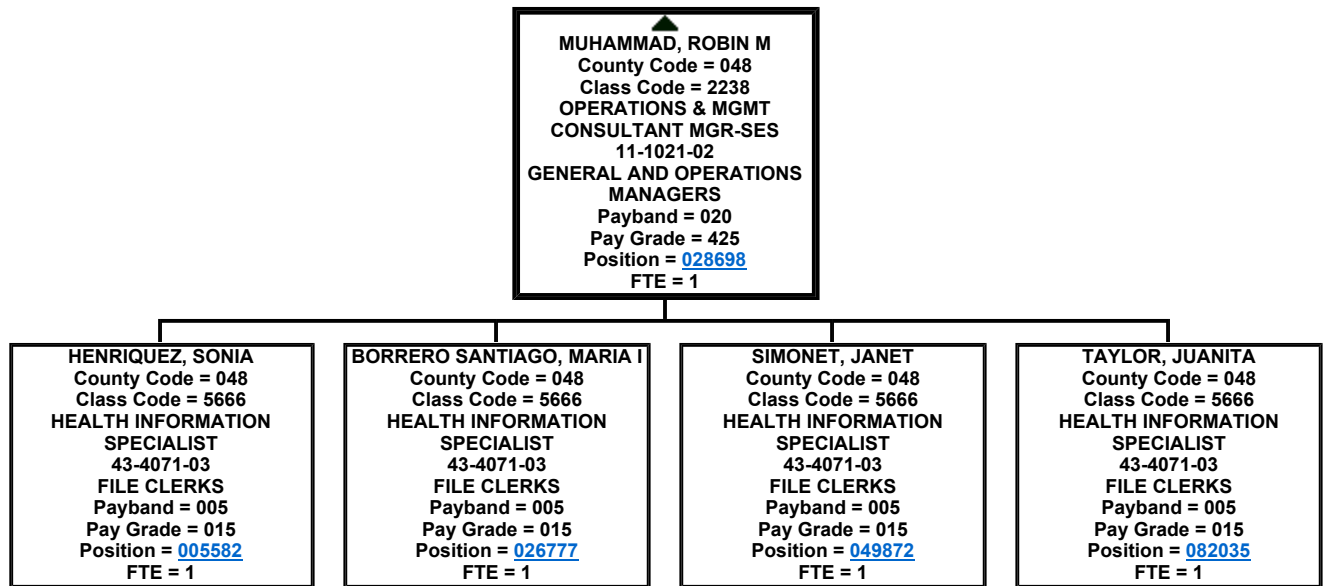 MUHAMMAD, ROBIN M
County Code = 048
Class Code = 2238
OPERATIONS & MGMT
CONSULTANT MGR-SES
11-1021-02
GENERAL AND OPERATIONS
MANAGERS
Payband = 020
Pay Grade = 425
Position = 028698
FTE = 1
HENRIQUEZ, SONIA
County Code = 048
Class Code = 5666
HEALTH INFORMATION
SPECIALIST
43-4071-03
FILE CLERKS
Payband = 005
Pay Grade = 015
Position = 005582
FTE = 1
BORRERO SANTIAGO, MARIA I
County Code = 048
Class Code = 5666
HEALTH INFORMATION
SPECIALIST
43-4071-03
FILE CLERKS
Payband = 005
Pay Grade = 015
Position = 026777
FTE = 1
SIMONET, JANET
County Code = 048
Class Code = 5666
HEALTH INFORMATION
SPECIALIST
43-4071-03
FILE CLERKS
Payband = 005
Pay Grade = 015
Position = 049872
FTE = 1
TAYLOR, JUANITA
County Code = 048
Class Code = 5666
HEALTH INFORMATION
SPECIALIST
43-4071-03
FILE CLERKS
Payband = 005
Pay Grade = 015
Position = 082035
FTE = 1